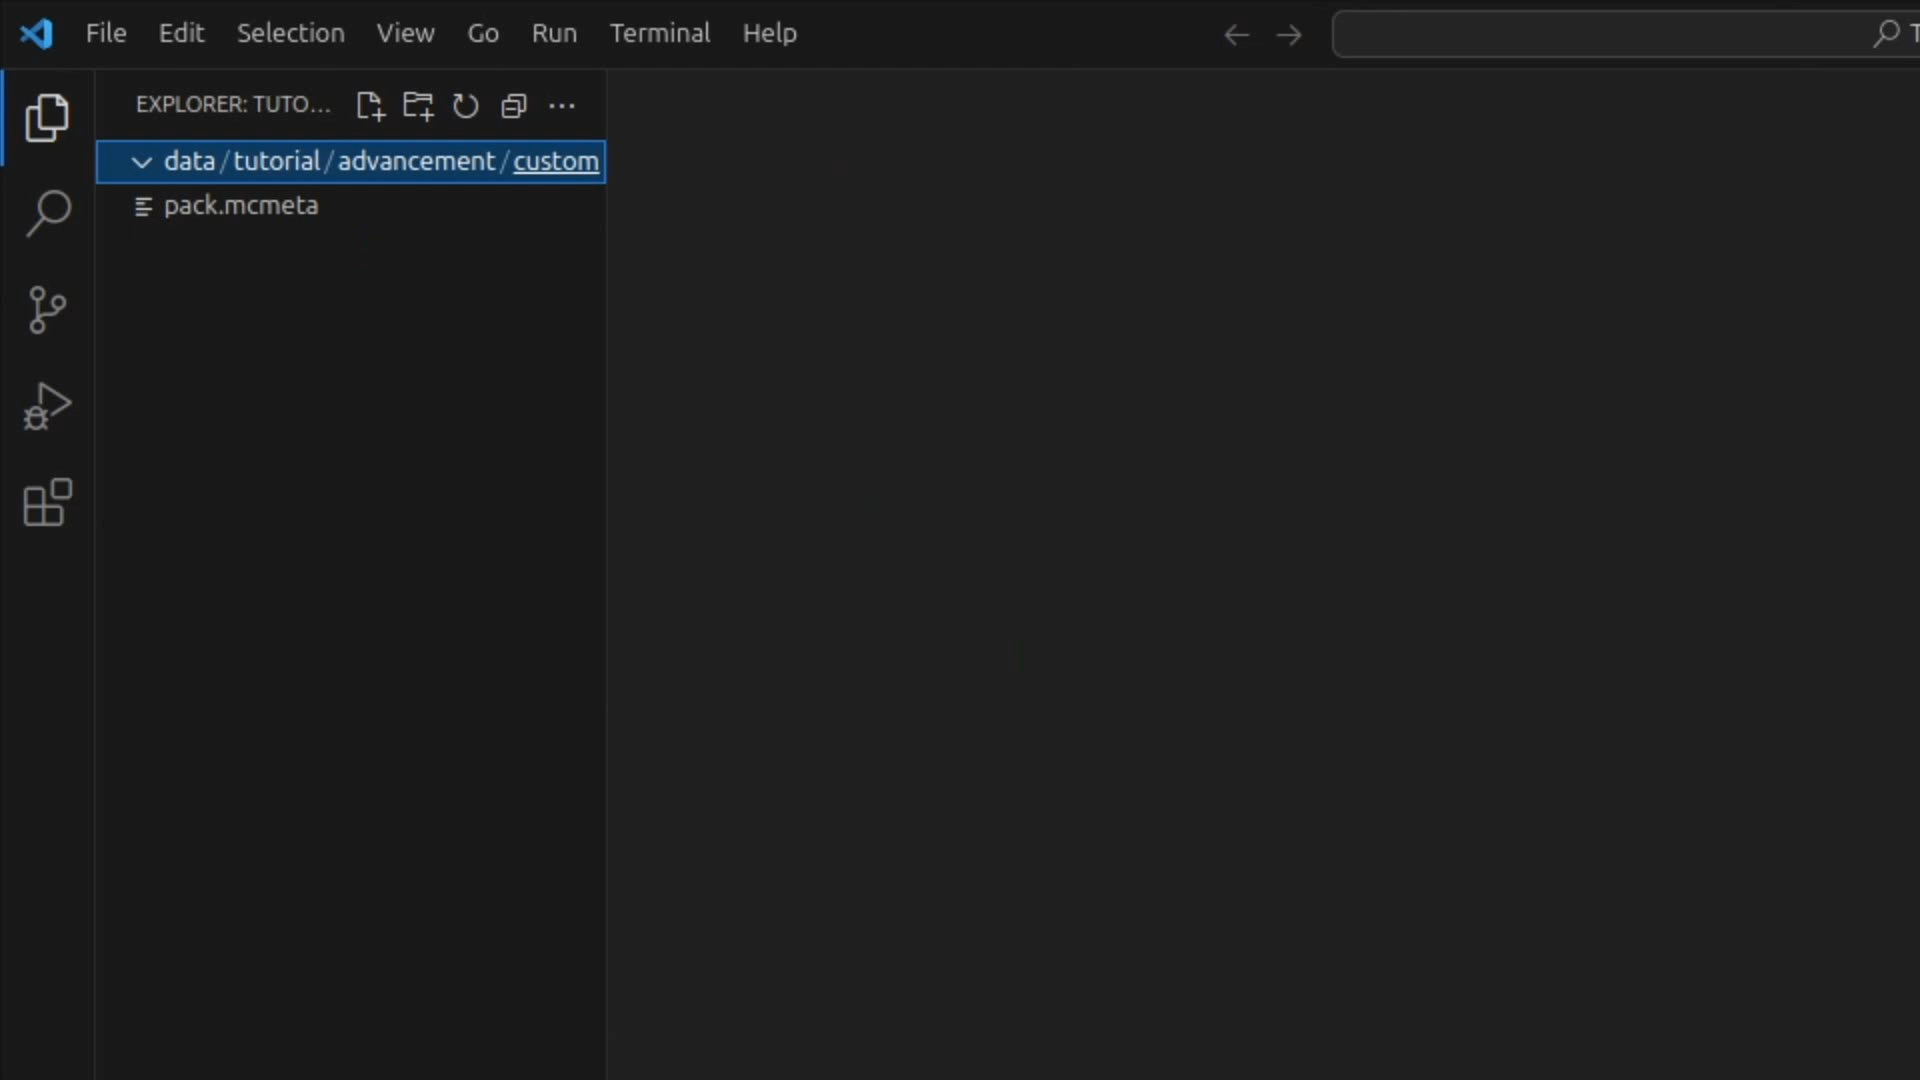 File Edit Selection View Go Run Terminal Help
EXPLORER: TUTO...
data/tutorial/advancement/custom
pack.mcmeta